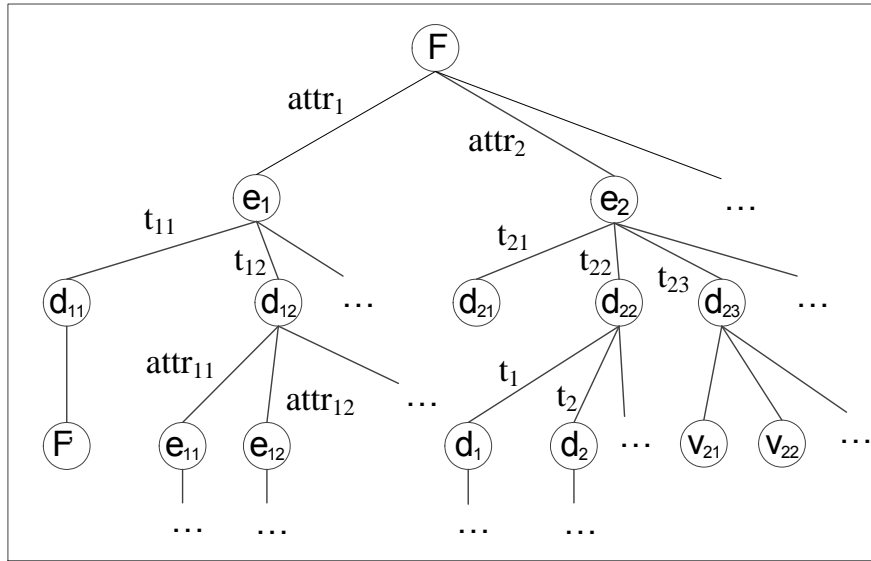 F
attr₁ attr₂
e₁ e₂ ...
t₁₁ t₁₂ t₂₁ t₂₂ t₂₃
d₁₁ d₁₂ ... d₂₁ d₂₂ d₂₃ ...
attr₁₁ attr₁₂ ... t₁ t₂
F' e₁₁ e₁₂ d₁ d₂ ... v₂₁ v₂₂ ...
... ... ... ...